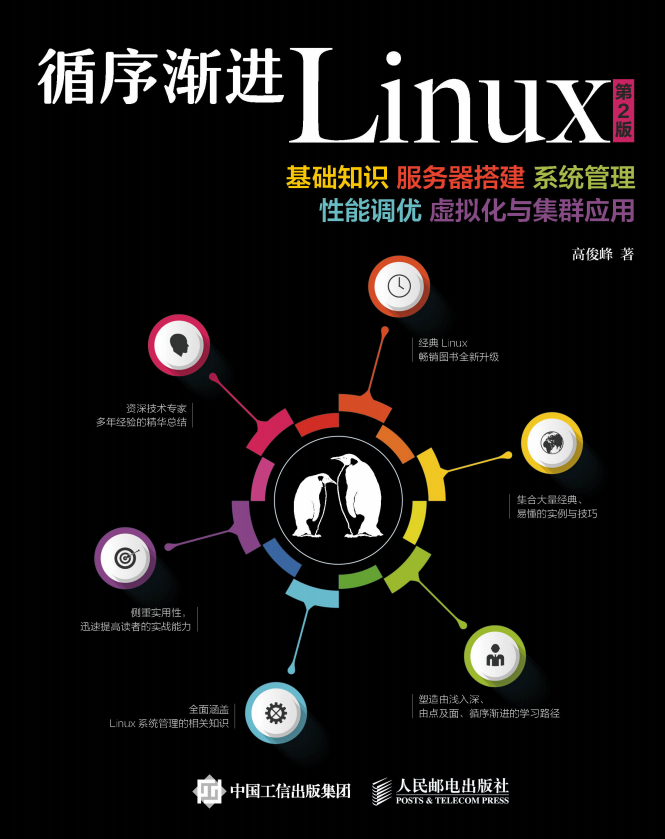 循序渐进Linux 第2版
基础知识 服务器搭建 系统管理
性能调优 虚拟化与集群应用
高俊峰 著
经典 Linux
畅销图书全新升级
资深技术专家
多年经验的精华总结
集合大量经典、
易懂的实例与技巧
侧重实用性，
迅速提高读者的实战能力
塑造由浅入深、
由点及面、循序渐进的学习路径
全面涵盖
Linux 系统管理的相关知识
中国工信出版集团
人民邮电出版社
POSTS & TELECOM PRESS